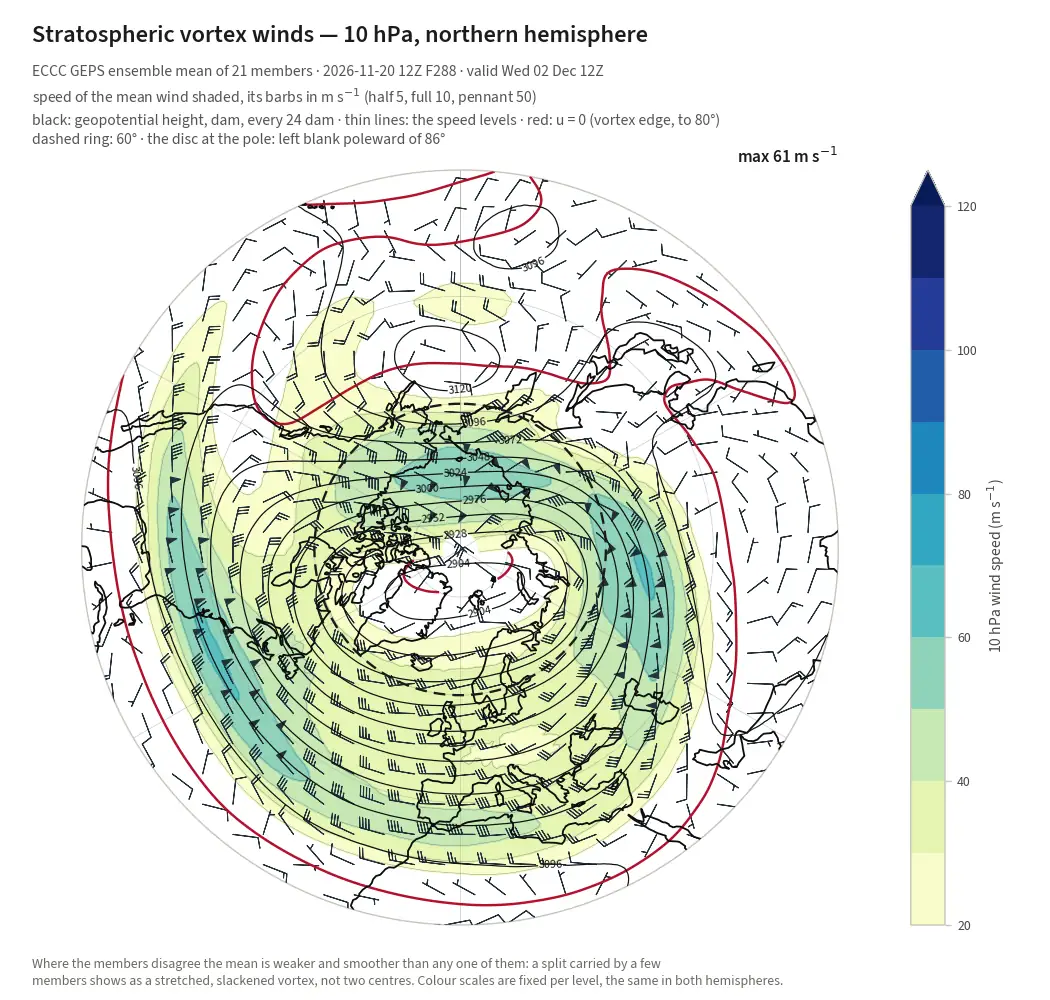 Stratospheric vortex winds — 10 hPa, northern hemisphere
ECCC GEPS ensemble mean of 21 members · 2026-11-20 12Z F288 · valid Wed 02 Dec 12Z
speed of the mean wind shaded, its barbs in m s⁻¹ (half 5, full 10, pennant 50)
black: geopotential height, dam, every 24 dam · thin lines: the speed levels · red: u = 0 (vortex edge, to 80°)
dashed ring: 60° · the disc at the pole: left blank poleward of 86°
max 61 m s⁻¹
120
100
80
60
40
20
10 hPa wind speed (m s⁻¹)
3096
3120
3096
3072
3048
3024
3000
2976
2952
2928
2904
2904
3096
3096
Where the members disagree the mean is weaker and smoother than any one of them: a split carried by a few
members shows as a stretched, slackened vortex, not two centres. Colour scales are fixed per level, the same in both hemispheres.